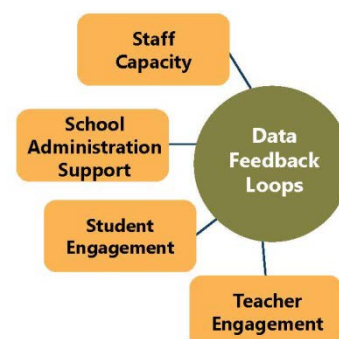 Staff
Capacity
School
Administration
Support
Data
Feedback
Loops
Student
Engagement
Teacher
Engagement